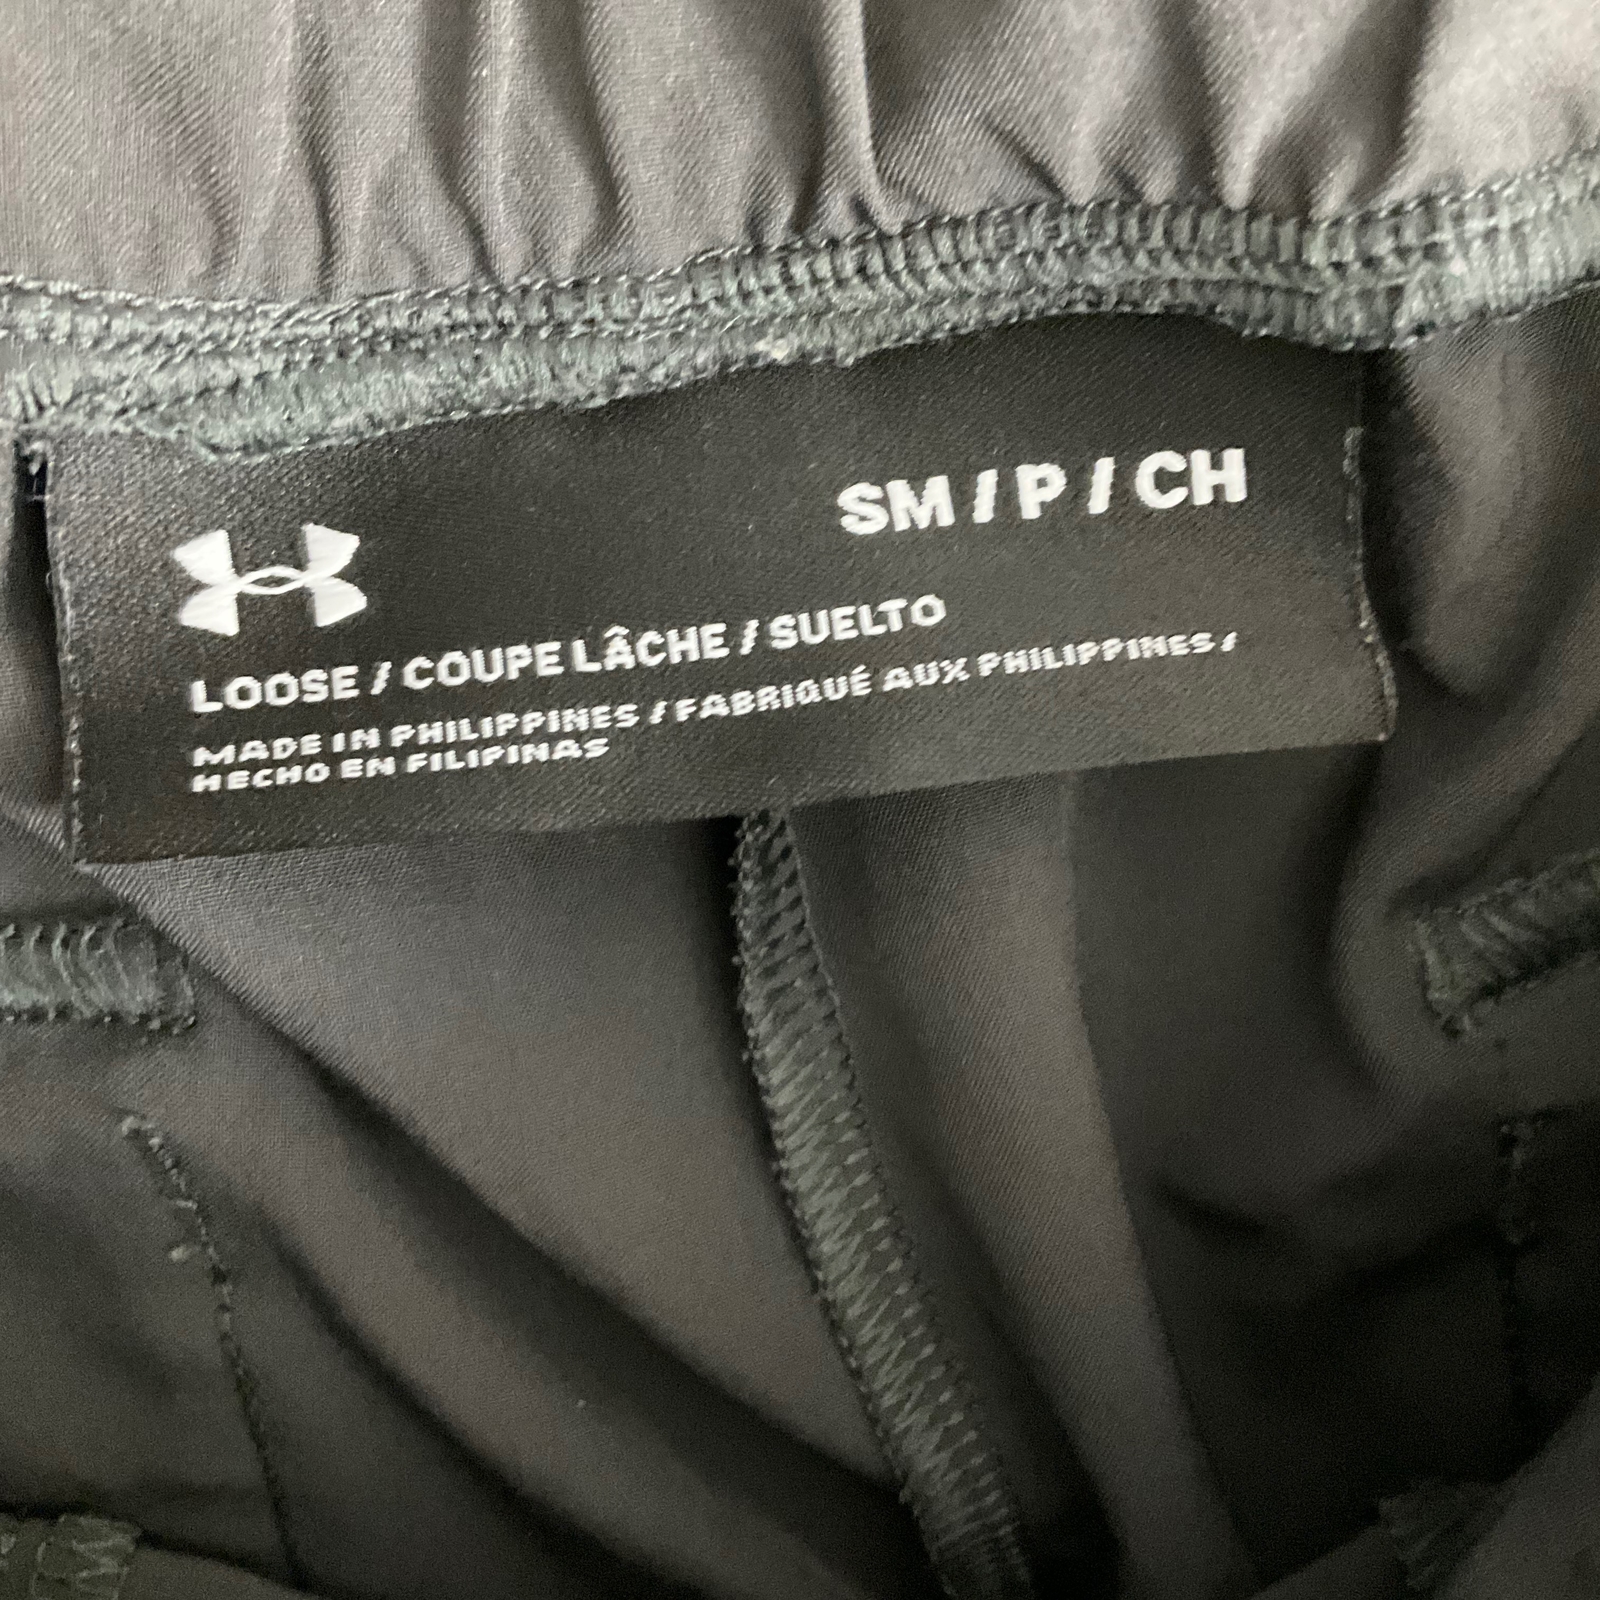 SM / P / CH
LOOSE / COUPE LÂCHE / SUELTO
MADE IN PHILIPPINES / FABRIQUÉ AUX PHILIPPINES /
HECHO EN FILIPINAS